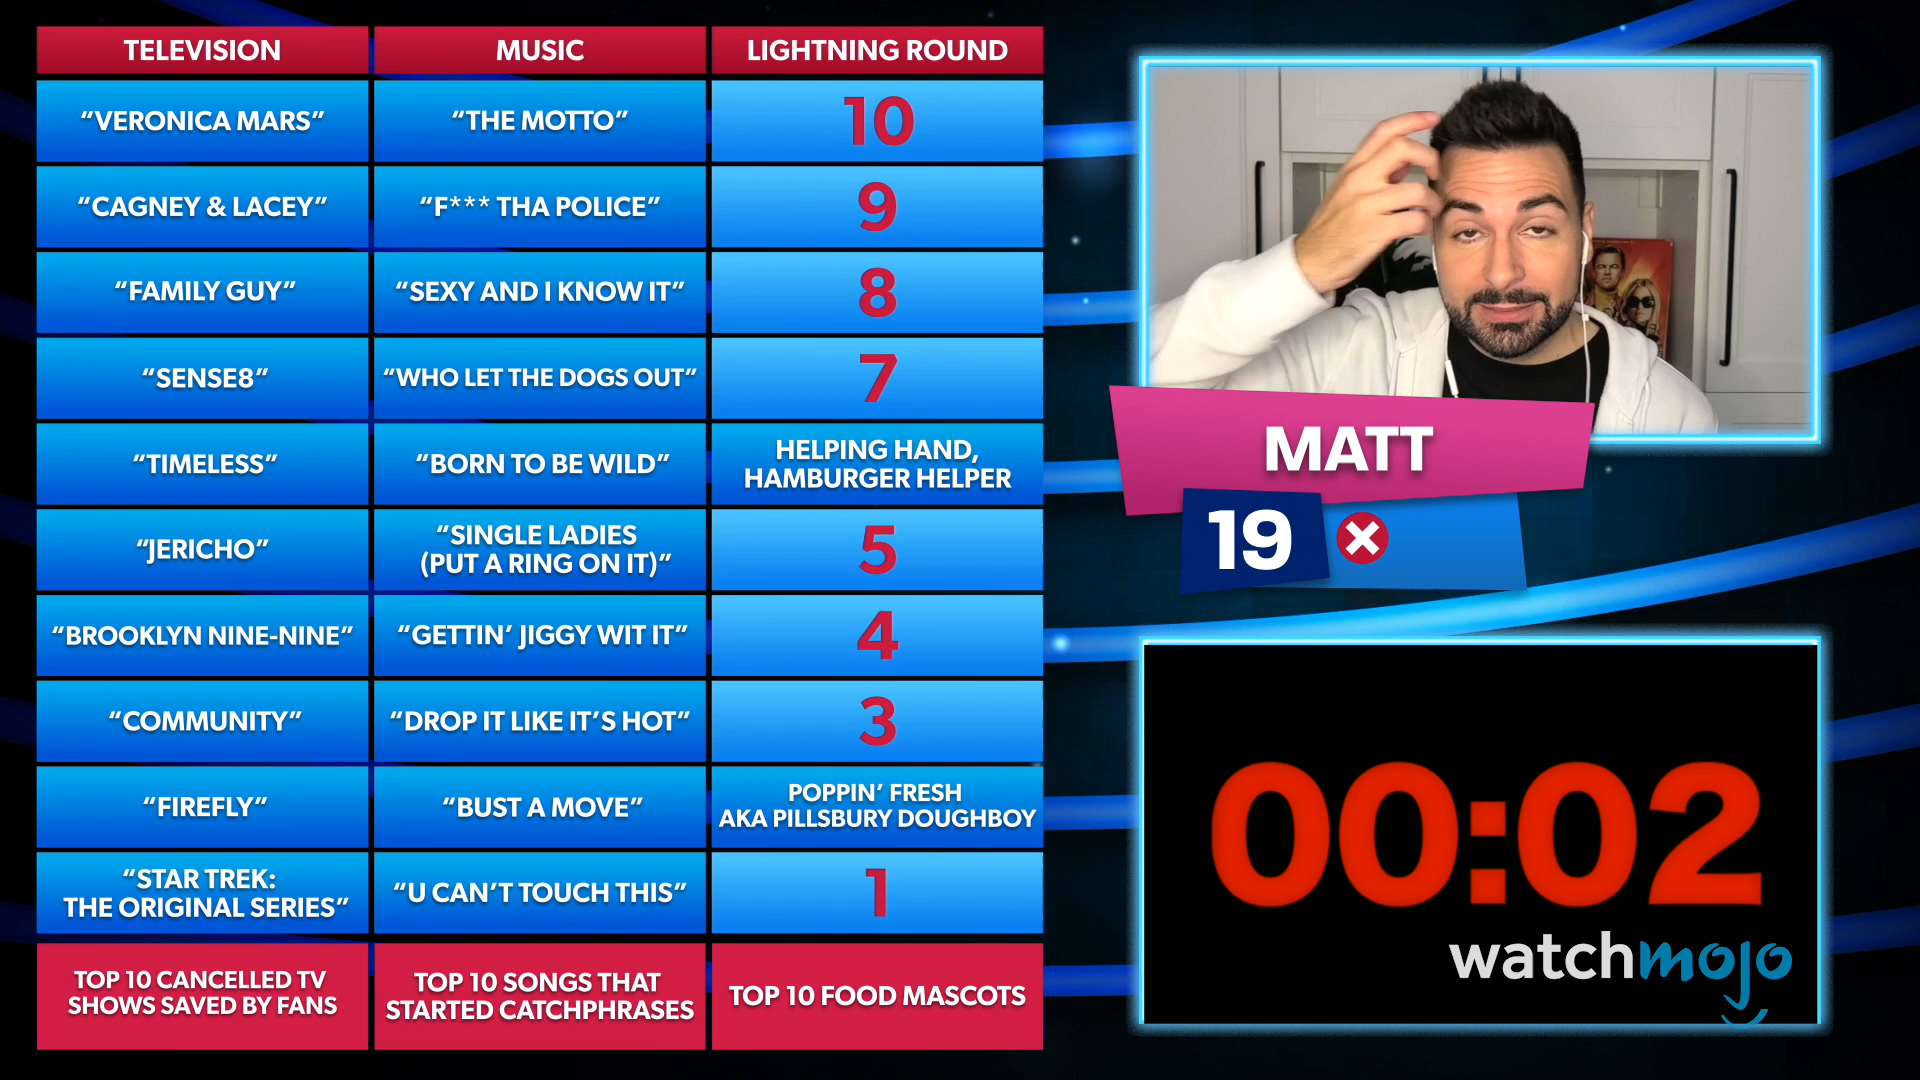 TELEVISION
MUSIC
LIGHTNING ROUND
“VERONICA MARS”
“THE MOTTO”
10
“CAGNEY & LACEY”
“F*** THA POLICE”
9
“FAMILY GUY”
“SEXY AND I KNOW IT”
8
“SENSE8”
“WHO LET THE DOGS OUT”
7
“TIMELESS”
“BORN TO BE WILD”
HELPING HAND,
HAMBURGER HELPER
“JERICHO”
“SINGLE LADIES
(PUT A RING ON IT)”
5
“BROOKLYN NINE-NINE”
“GETTIN’ JIGGY WIT IT”
4
“COMMUNITY”
“DROP IT LIKE IT’S HOT”
3
“FIREFLY”
“BUST A MOVE”
POPPIN’ FRESH
AKA PILLSBURY DOUGHBOY
“STAR TREK:
THE ORIGINAL SERIES”
“U CAN’T TOUCH THIS”
1
TOP 10 CANCELLED TV
SHOWS SAVED BY FANS
TOP 10 SONGS THAT
STARTED CATCHPHRASES
TOP 10 FOOD MASCOTS
MATT
19
00:02
watchmojo